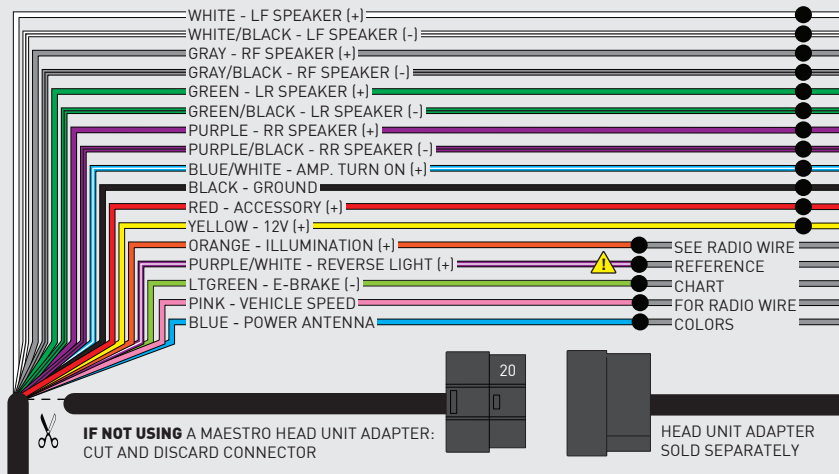 WHITE - LF SPEAKER (+)
WHITE/BLACK - LF SPEAKER (-)
GRAY - RF SPEAKER (+)
GRAY/BLACK - RF SPEAKER (-)
GREEN - LR SPEAKER (+)
GREEN/BLACK - LR SPEAKER (-)
PURPLE - RR SPEAKER (+)
PURPLE/BLACK - RR SPEAKER (-)
BLUE/WHITE - AMP. TURN ON (+)
BLACK - GROUND
RED - ACCESSORY (+)
YELLOW - 12V (+)
ORANGE - ILLUMINATION (+) SEE RADIO WIRE
PURPLE/WHITE - REVERSE LIGHT (+) ! REFERENCE
LTGREEN - E-BRAKE (-) CHART
PINK - VEHICLE SPEED FOR RADIO WIRE
BLUE - POWER ANTENNA COLORS
20
IF NOT USING A MAESTRO HEAD UNIT ADAPTER:
CUT AND DISCARD CONNECTOR
HEAD UNIT ADAPTER
SOLD SEPARATELY